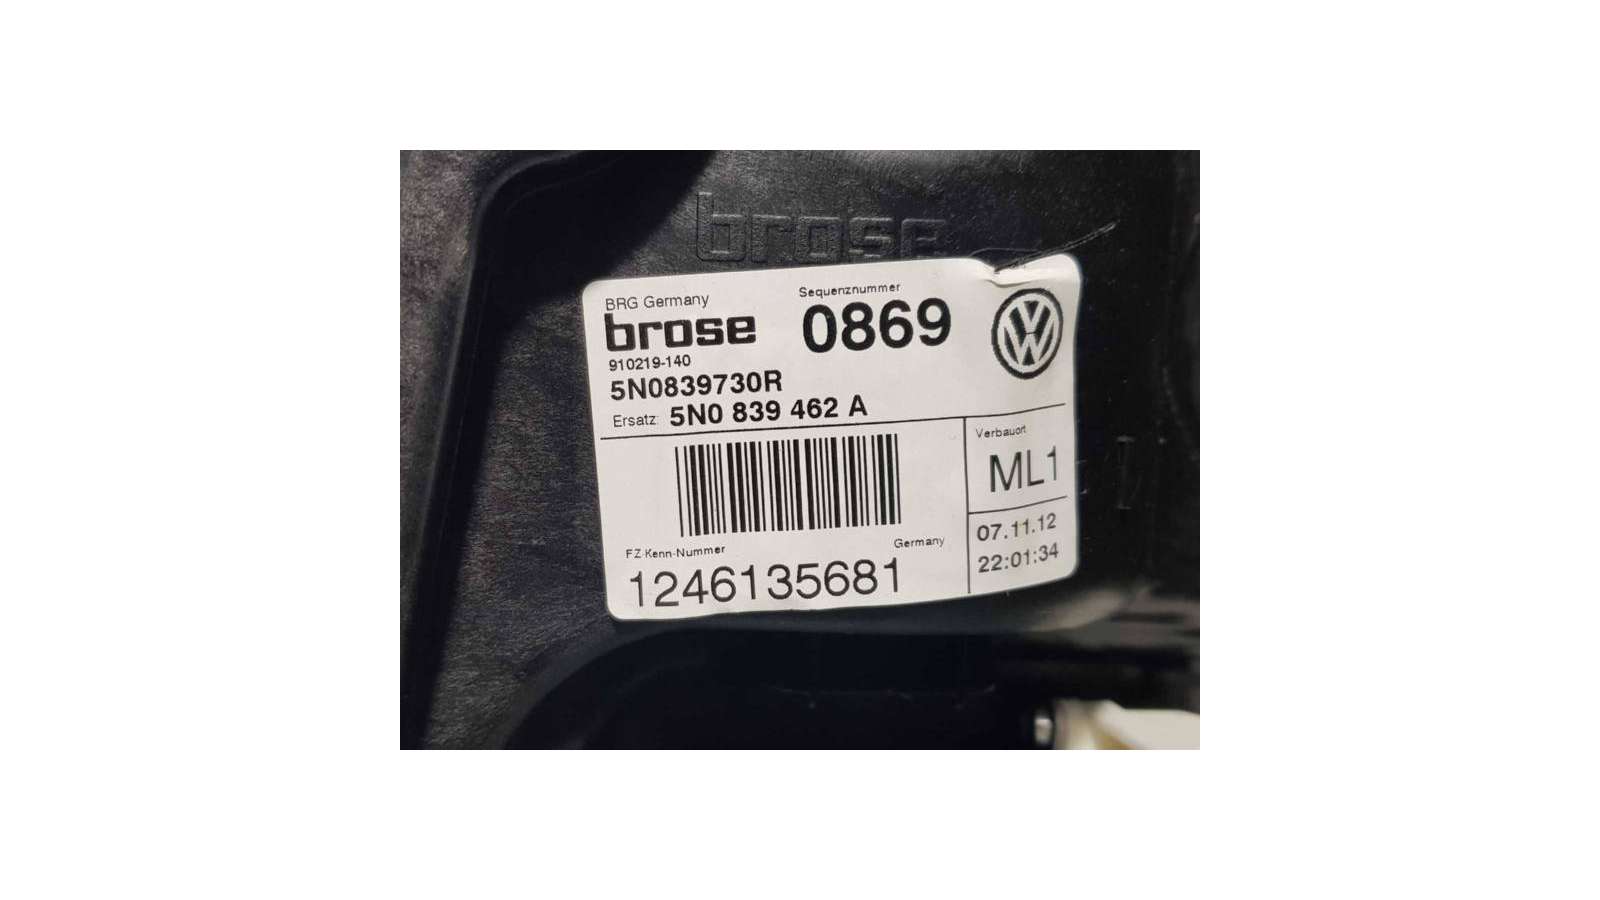 brose
BRG Germany
brose
910219-140
5N0839730R
Ersatz: 5N0 839 462 A
Sequenznummer
0869
Verbauort
ML1
07.11.12
22:01:34
FZ-Kenn-Nummer
Germany
1246135681